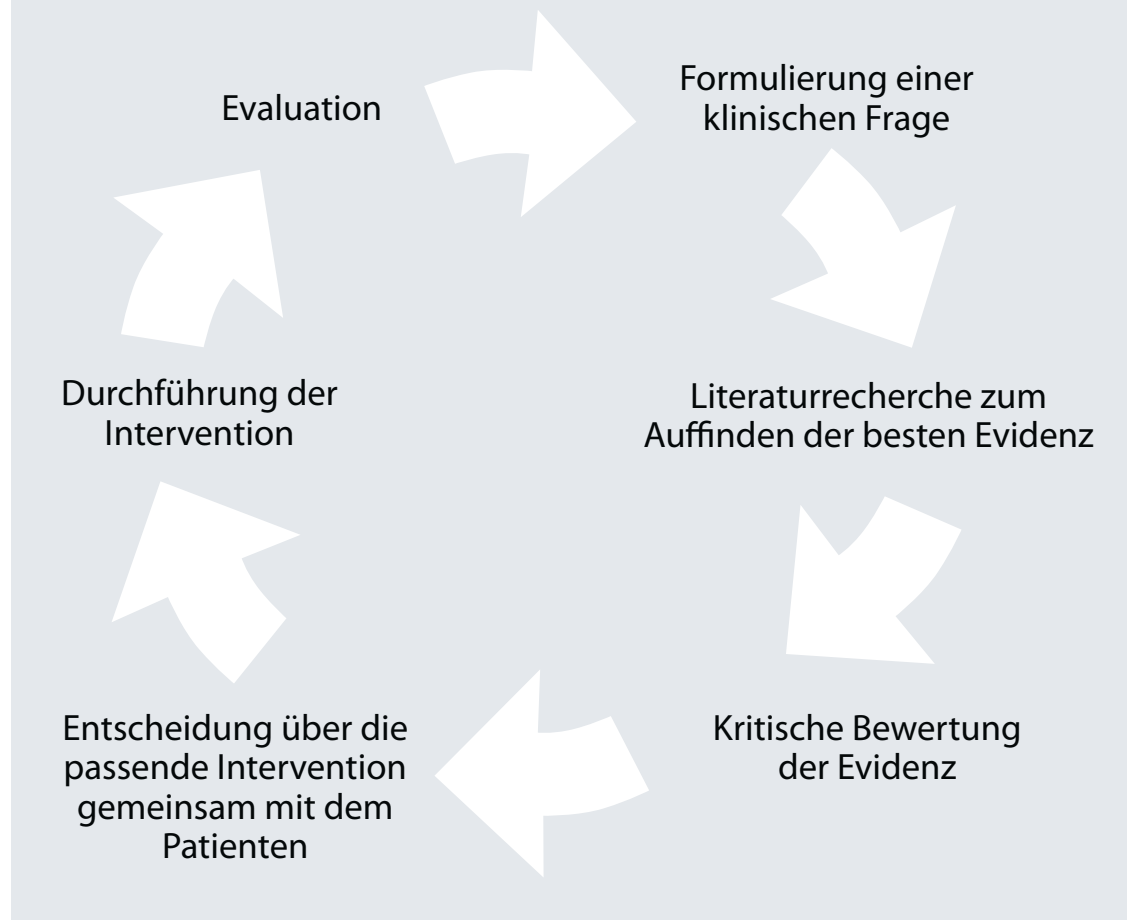 Evaluation
Formulierung einer
klinischen Frage
Literaturrecherche zum
Auffinden der besten Evidenz
Kritische Bewertung
der Evidenz
Entscheidung über die
passende Intervention
gemeinsam mit dem
Patienten
Durchführung der
Intervention